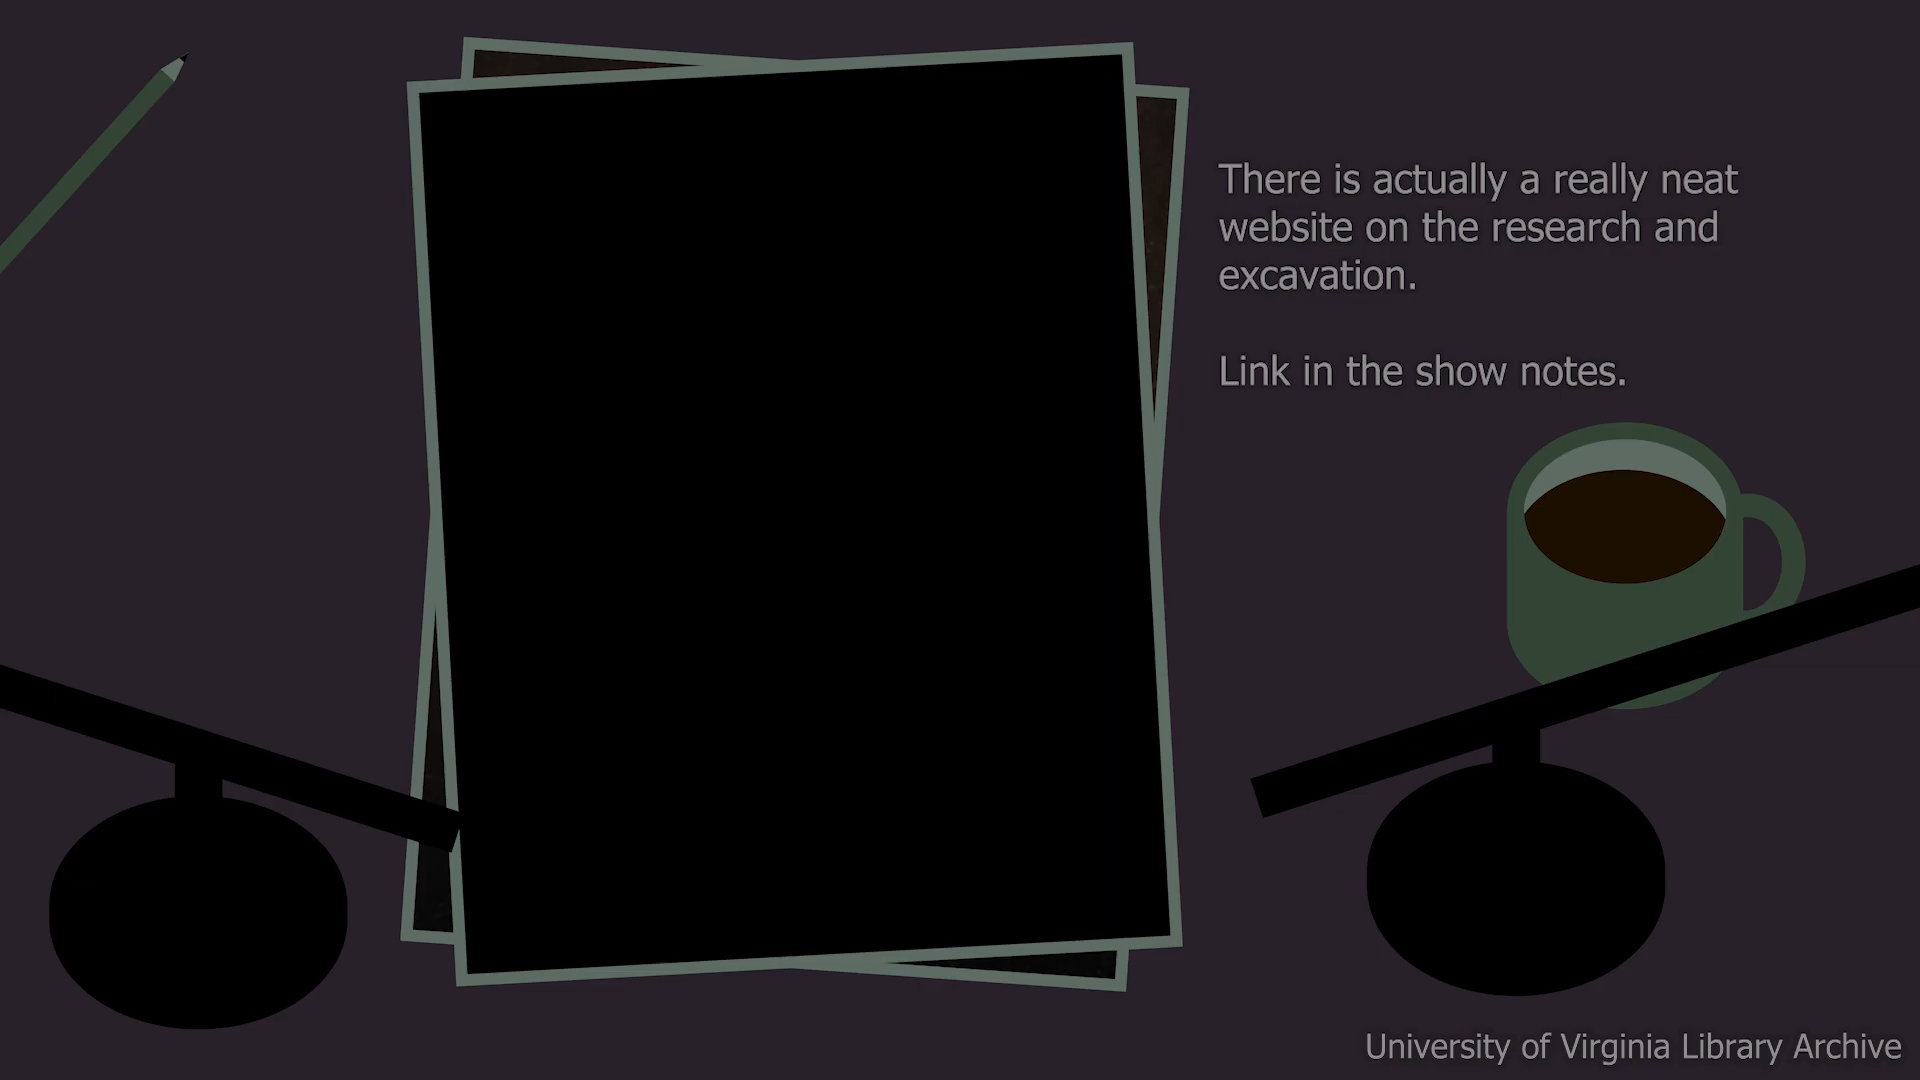 There is actually a really neat
website on the research and
excavation.
Link in the show notes.
University of Virginia Library Archive